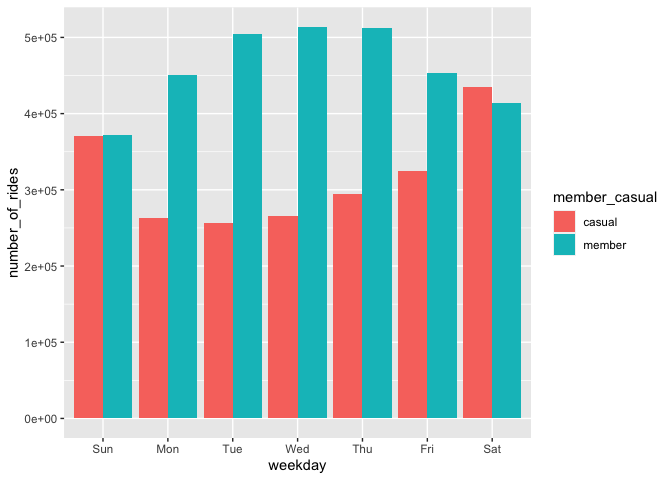 number_of_rides
5e+05
4e+05
3e+05
2e+05
1e+05
0e+00
Sun Mon Tue Wed Thu Fri Sat
weekday
member_casual
casual
member